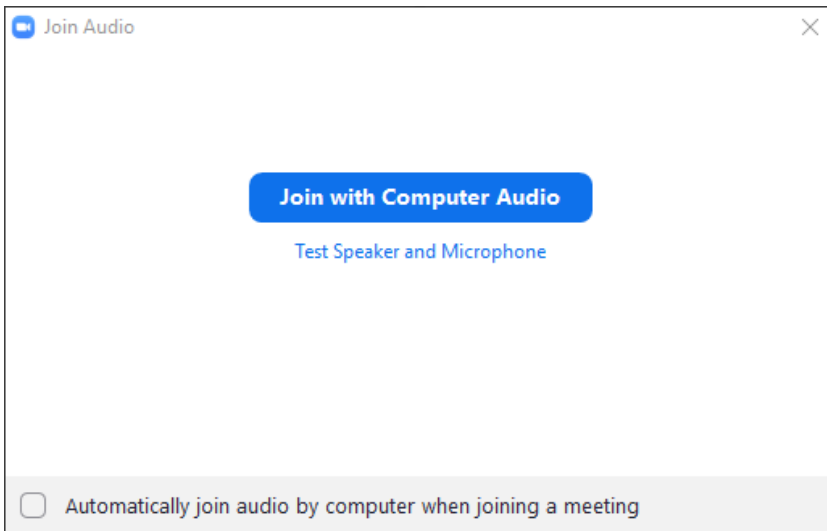 Join Audio
Join with Computer Audio
Test Speaker and Microphone
Automatically join audio by computer when joining a meeting